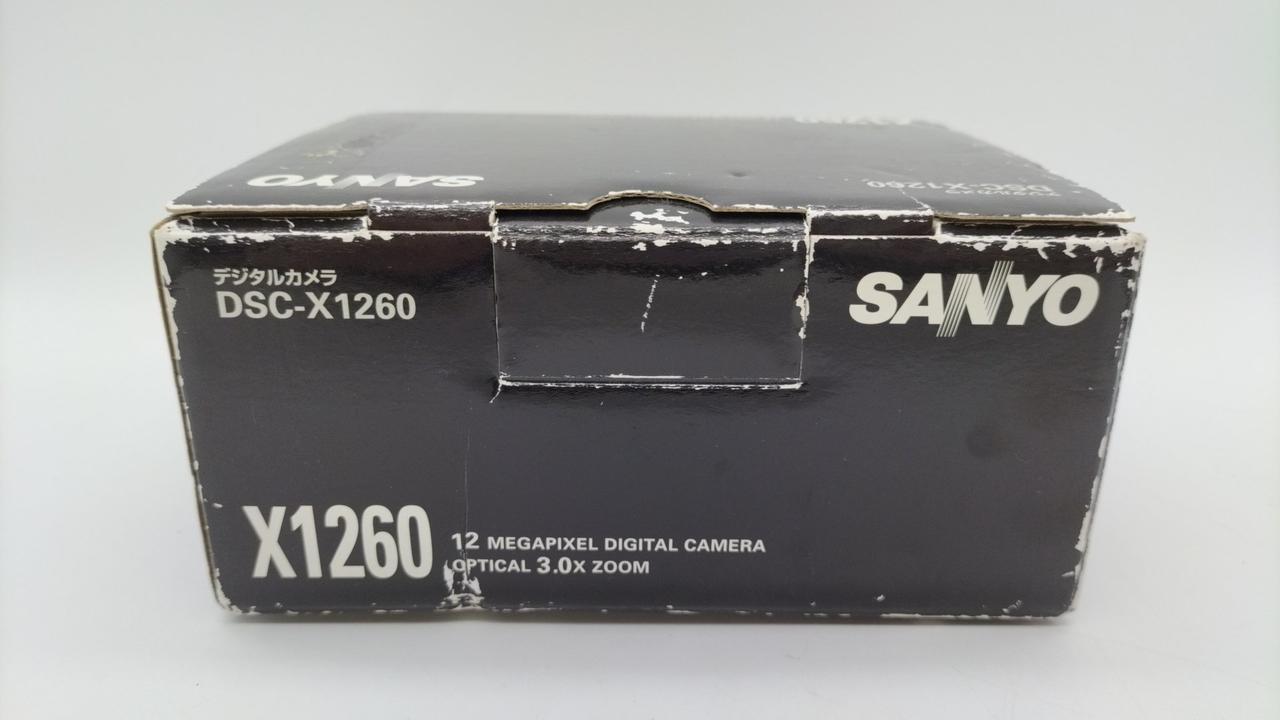 SANYO
DSC-X1260
デジタルカメラ
DSC-X1260
SANYO
X1260
12 MEGAPIXEL DIGITAL CAMERA
OPTICAL 3.0X ZOOM